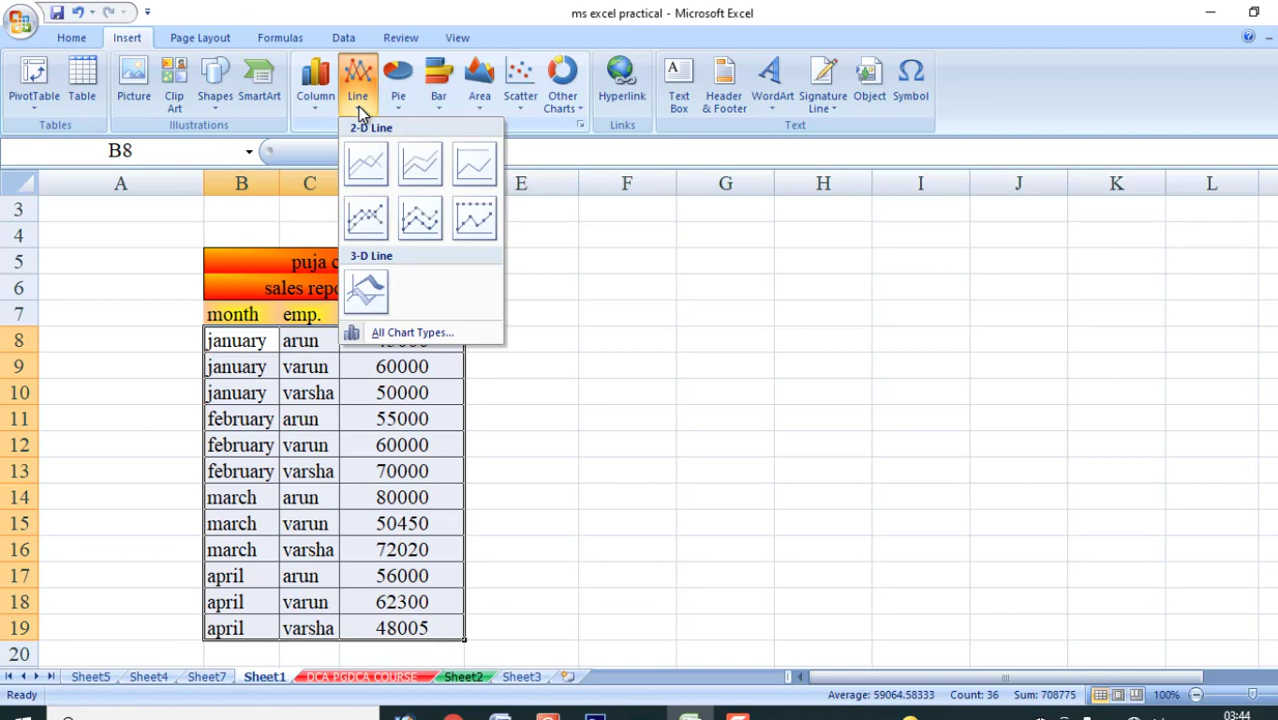 ms excel practical - Microsoft Excel
Home Insert Page Layout Formulas Data Review View
PivotTable Table Picture Clip Art Shapes SmartArt Column Line Pie Bar Area Scatter Other Charts Hyperlink Text Box Header & Footer WordArt Signature Line Object Symbol
Tables Illustrations Links Text
2-D Line
B8
A B C E F G H I J K L
3
4
5 puja c
6 sales repo
3-D Line
7 month emp.
All Chart Types...
8 january arun
9 january varun 60000
10 january varsha 50000
11 february arun 55000
12 february varun 60000
13 february varsha 70000
14 march arun 80000
15 march varun 50450
16 march varsha 72020
17 april arun 56000
18 april varun 62300
19 april varsha 48005
20
Sheet5 Sheet4 Sheet7 Sheet1 DCA PGDCA COURSE Sheet2 Sheet3
Ready Average: 59064.58333 Count: 36 Sum: 708775 100%
03:44